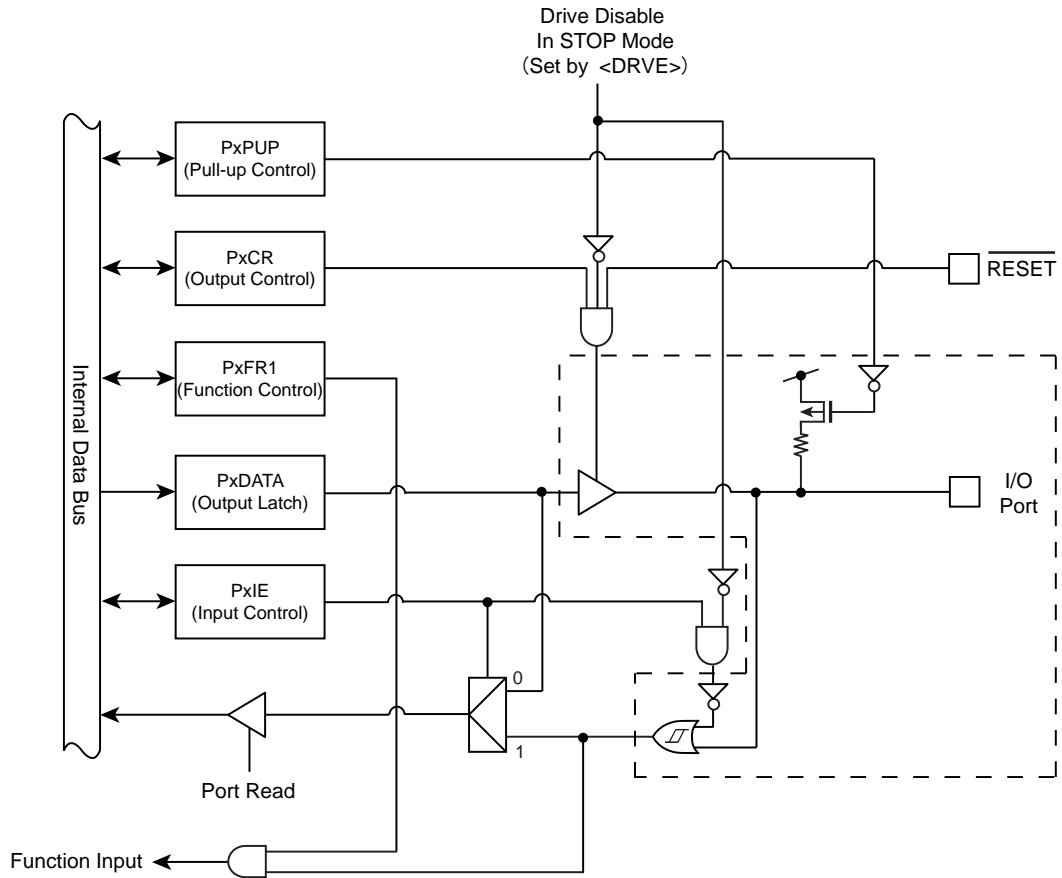 Drive Disable
In STOP Mode
(Set by <DRVE>)
PxPUP
(Pull-up Control)
PxCR
(Output Control)
RESET
PxFR1
(Function Control)
Internal Data Bus
PxDATA
(Output Latch)
I/O
Port
PxIE
(Input Control)
0
1
Port Read
Function Input